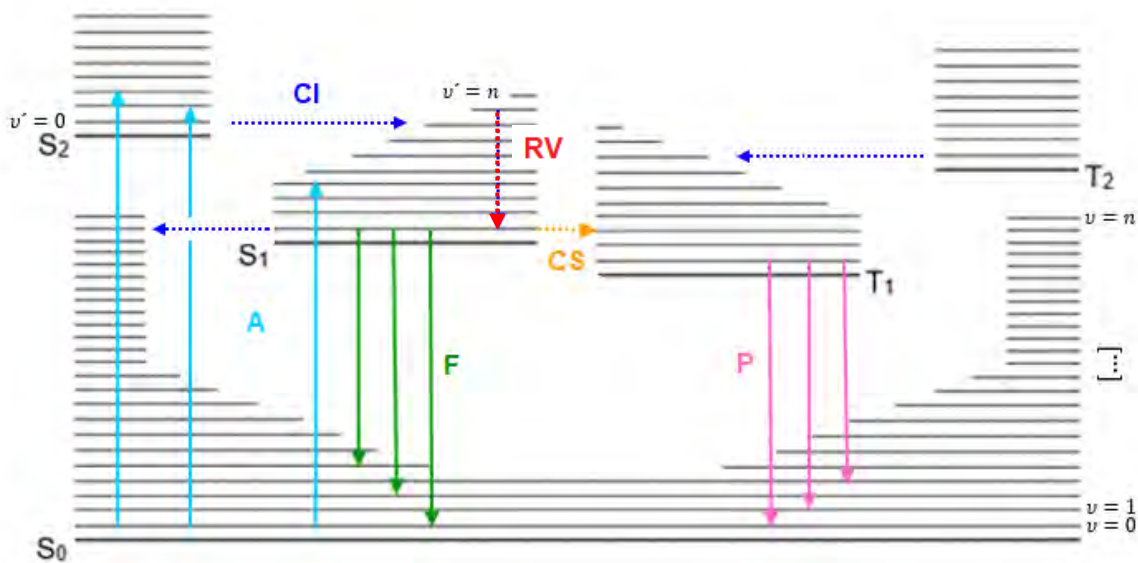 CI
v′ = n
v′ = 0
S2
RV
T2
v = n
S1
CS
T1
A
F
P
[...]
v = 1
v = 0
S0